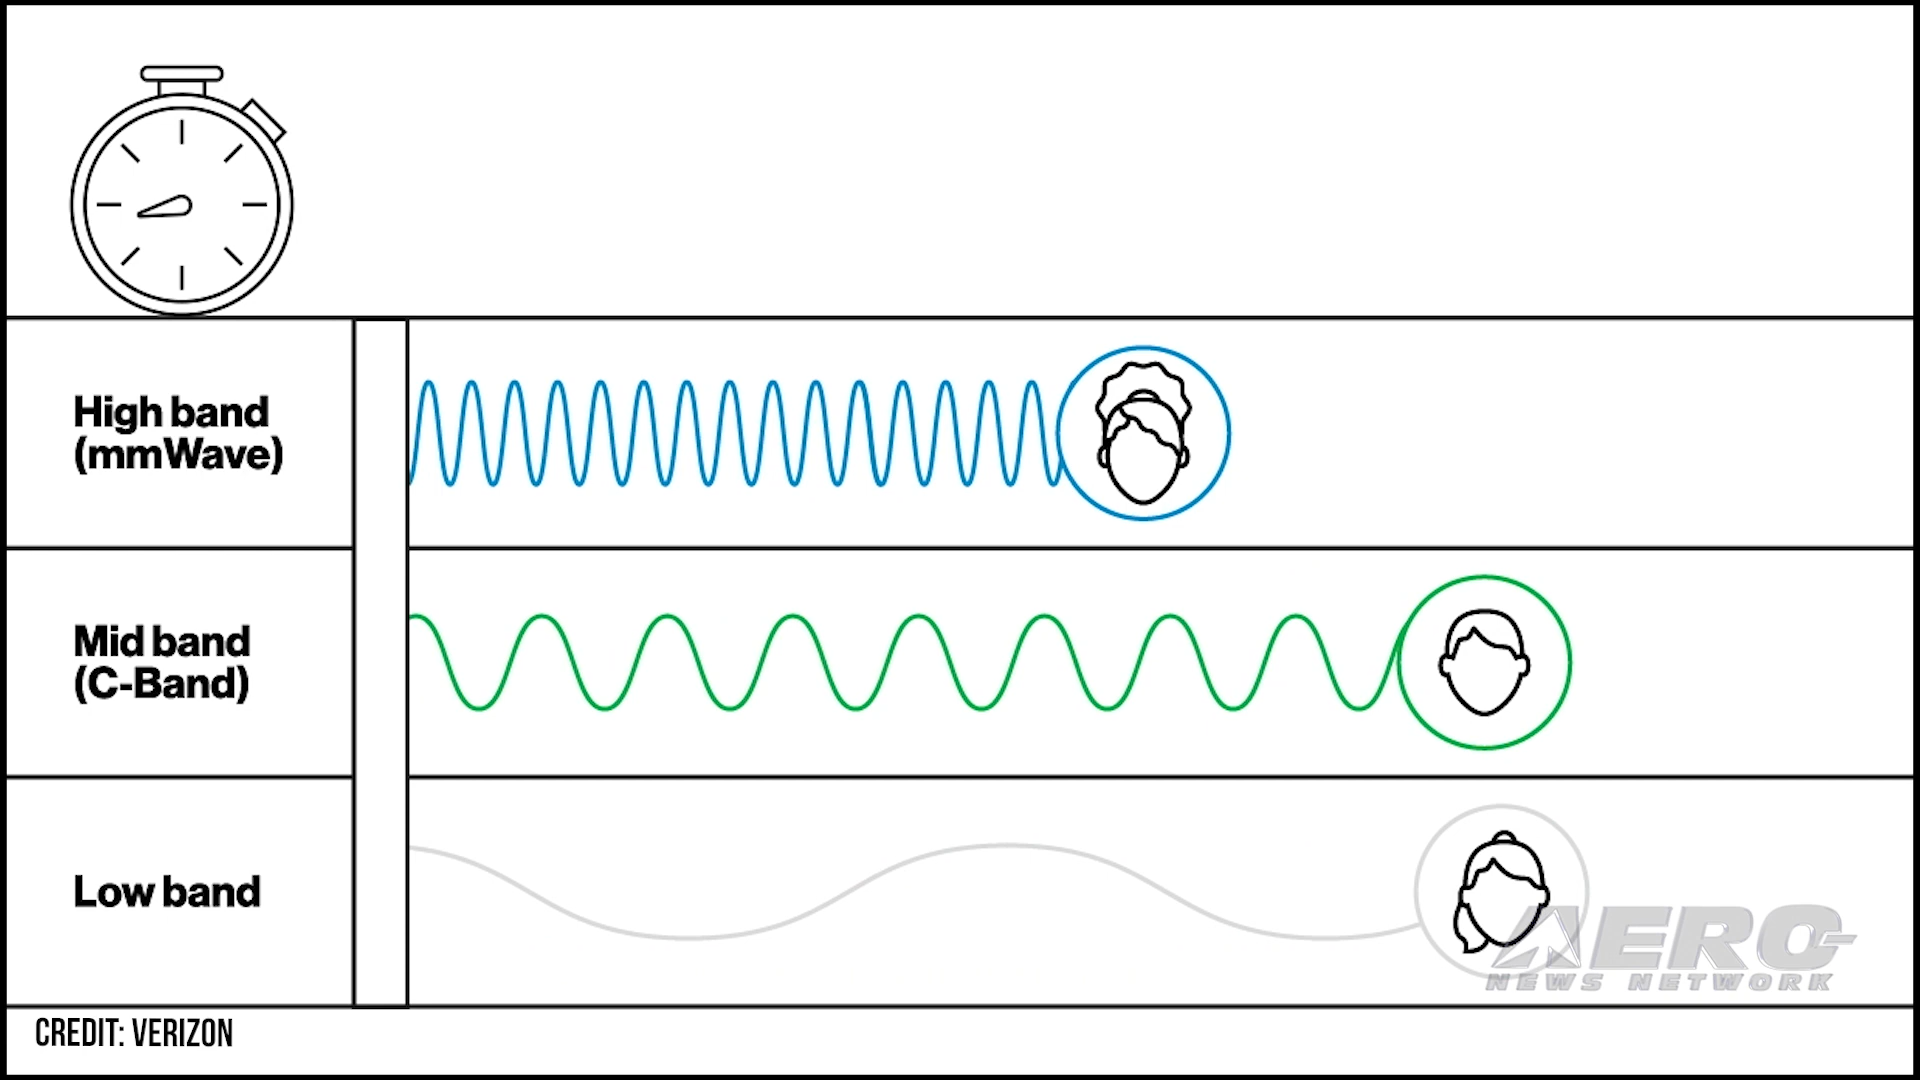 High band
(mmWave)
Mid band
(C-Band)
Low band
AERO
NEWS NETWORK
CREDIT: VERIZON